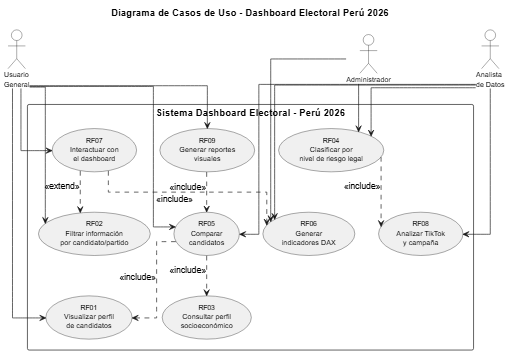 Diagrama de Casos de Uso - Dashboard Electoral Perú 2026
Usuario
General
Administrador
Analista
de Datos
Sistema Dashboard Electoral - Perú 2026
RF07
Interactuar con
el dashboard
RF09
Generar reportes
visuales
RF04
Clasificar por
nivel de riesgo legal
«extend»
«include»
«include»
«include»
RF02
Filtrar información
por candidato/partido
RF05
Comparar
candidatos
RF06
Generar
indicadores DAX
RF08
Analizar TikTok
y campaña
«include»
«include»
RF01
Visualizar perfil
de candidatos
RF03
Consultar perfil
socioeconómico